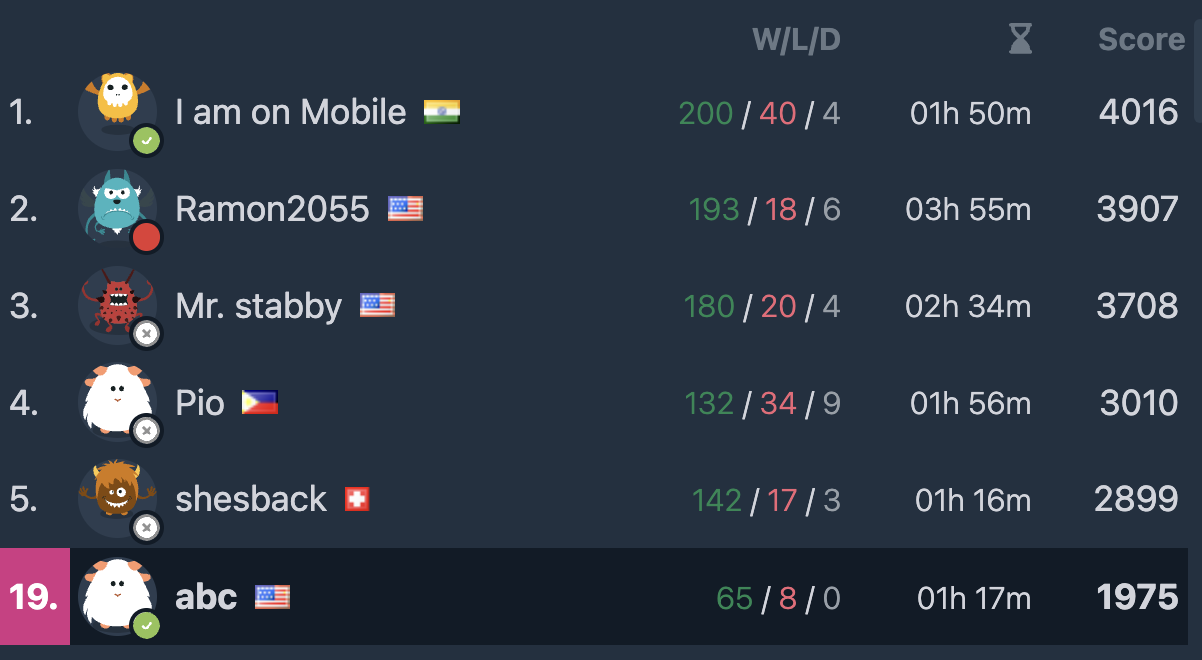 W/L/D Score
1. I am on Mobile 200 / 40 / 4 01h 50m 4016
2. Ramon2055 193 / 18 / 6 03h 55m 3907
3. Mr. stabby 180 / 20 / 4 02h 34m 3708
4. Pio 132 / 34 / 9 01h 56m 3010
5. shesback 142 / 17 / 3 01h 16m 2899
19. abc 65 / 8 / 0 01h 17m 1975